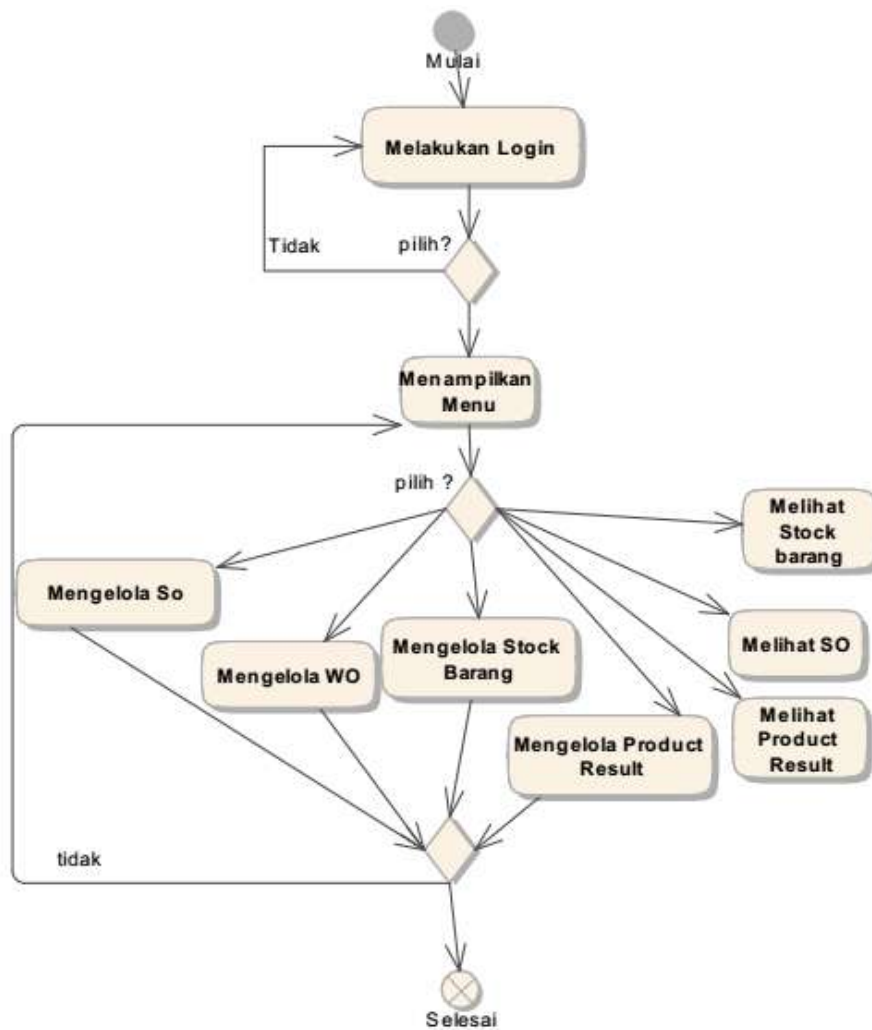 Mulai
Melakukan Login
Tidak
pilih?
Menampilkan
Menu
pilih ?
Melihat
Stock
barang
Mengelola So
Mengelola WO
Mengelola Stock
Barang
Melihat SO
Mengelola Product
Result
Melihat
Product
Result
tidak
Selesai